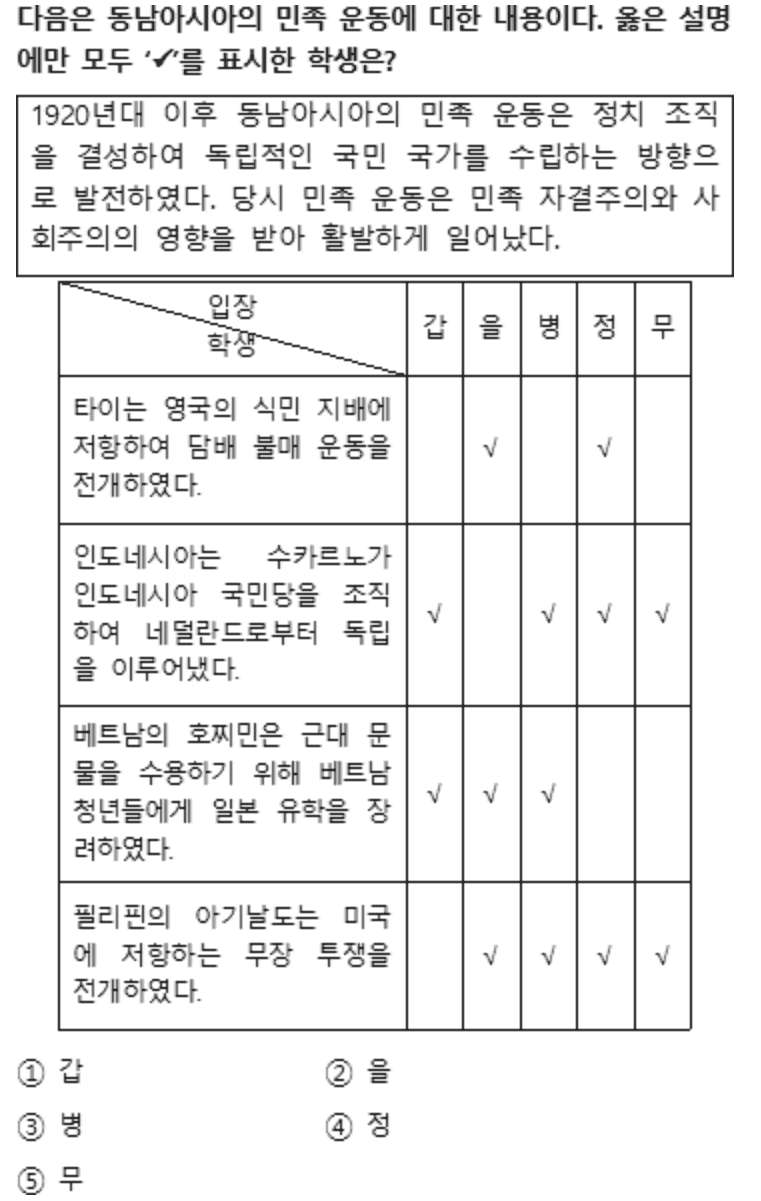 다음은 동남아시아의 민족 운동에 대한 내용이다. 옳은 설명
에만 모두 ‘✔’를 표시한 학생은?
1920년대 이후 동남아시아의 민족 운동은 정치 조직
을 결성하여 독립적인 국민 국가를 수립하는 방향으
로 발전하였다. 당시 민족 운동은 민족 자결주의와 사
회주의의 영향을 받아 활발하게 일어났다.
입장
학생
갑 을 병 정 무
타이는 영국의 식민 지배에
저항하여 담배 불매 운동을
전개하였다.
√ √
인도네시아는 수카르노가
인도네시아 국민당을 조직
하여 네덜란드로부터 독립
을 이루어냈다.
√ √ √ √
베트남의 호찌민은 근대 문
물을 수용하기 위해 베트남
청년들에게 일본 유학을 장
려하였다.
√ √ √
필리핀의 아기날도는 미국
에 저항하는 무장 투쟁을
전개하였다.
√ √ √ √
① 갑 ② 을
③ 병 ④ 정
⑤ 무